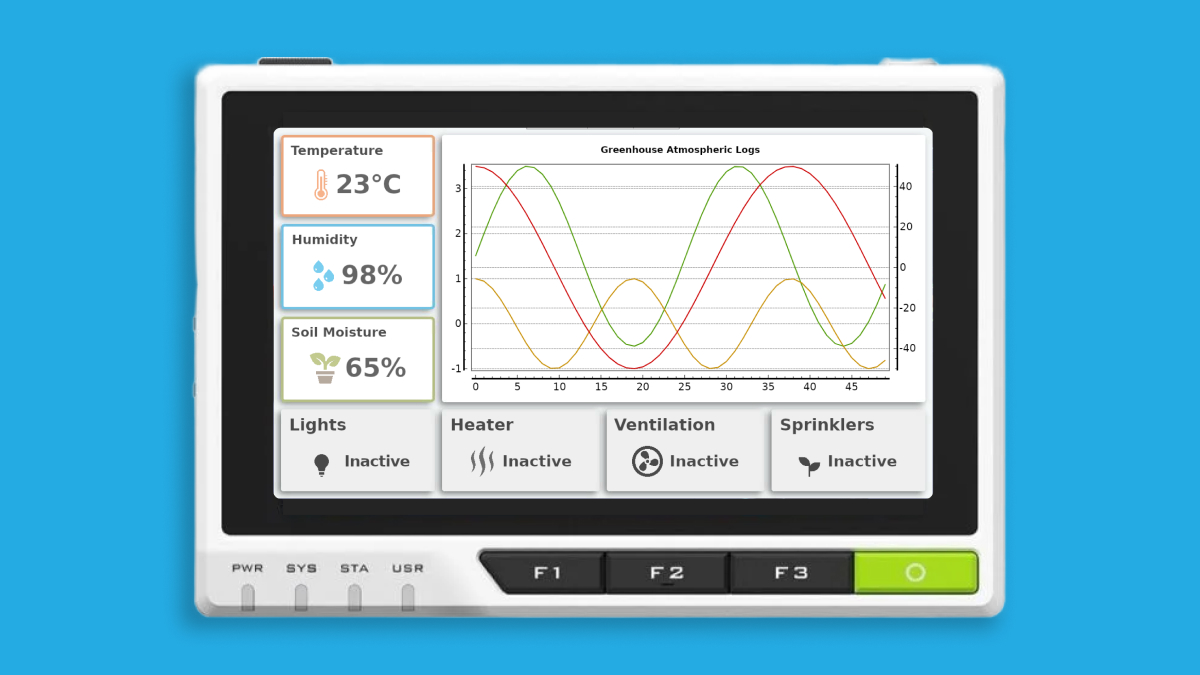 Temperature
23°C
Humidity
98%
Soil Moisture
65%
Greenhouse Atmospheric Logs
3
2
1
0
-1
40
20
0
-20
-40
0 5 10 15 20 25 30 35 40 45
Lights
Inactive
Heater
Inactive
Ventilation
Inactive
Sprinklers
Inactive
PWR SYS STA USR
F1 F2 F3